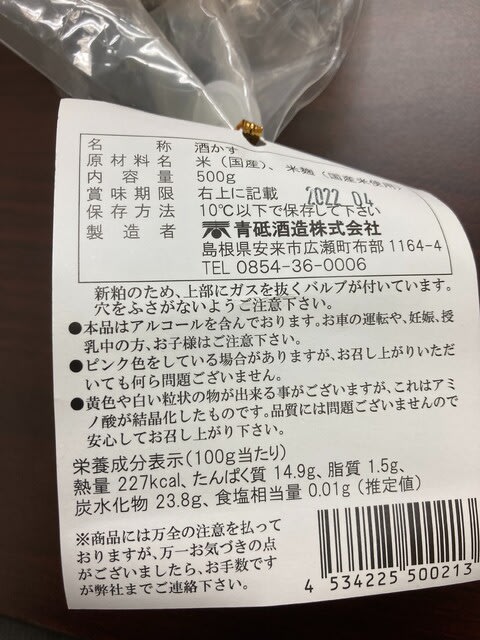 名　　称　酒かす
原材料名　米（国産）、米麹（国産米使用）
内容量　500g
賞味期限　右上に記載 2022.04
保存方法　10℃以下で保存して下さい
製造者　青砥酒造株式会社
島根県安来市広瀬町布部 1164-4
TEL 0854-36-0006
新粕のため、上部にガスを抜くバルブが付いています。
穴をふさがないようご注意下さい。
●本品はアルコールを含んでおります。お車の運転や、妊娠、授
乳中の方、お子様はご注意下さい。
●ピンク色をしている場合がありますが、お召し上がりいただ
いても何ら問題ございません。
●黄色や白い粒状の物が出来る事がございますが、これはアミ
ノ酸が結晶化したものです。品質には問題ございませんので
安心してお召し上がり下さい。
栄養成分表示(100g当たり)
熱量 227kcal、たんぱく質 14.9g、脂質 1.5g、
炭水化物 23.8g、食塩相当量 0.01g（推定値）
※商品には万全の注意を払って
おりますが、万一お気づきの点
がございましたら、お手数です
が弊社までご連絡下さい。
4 534225 500213